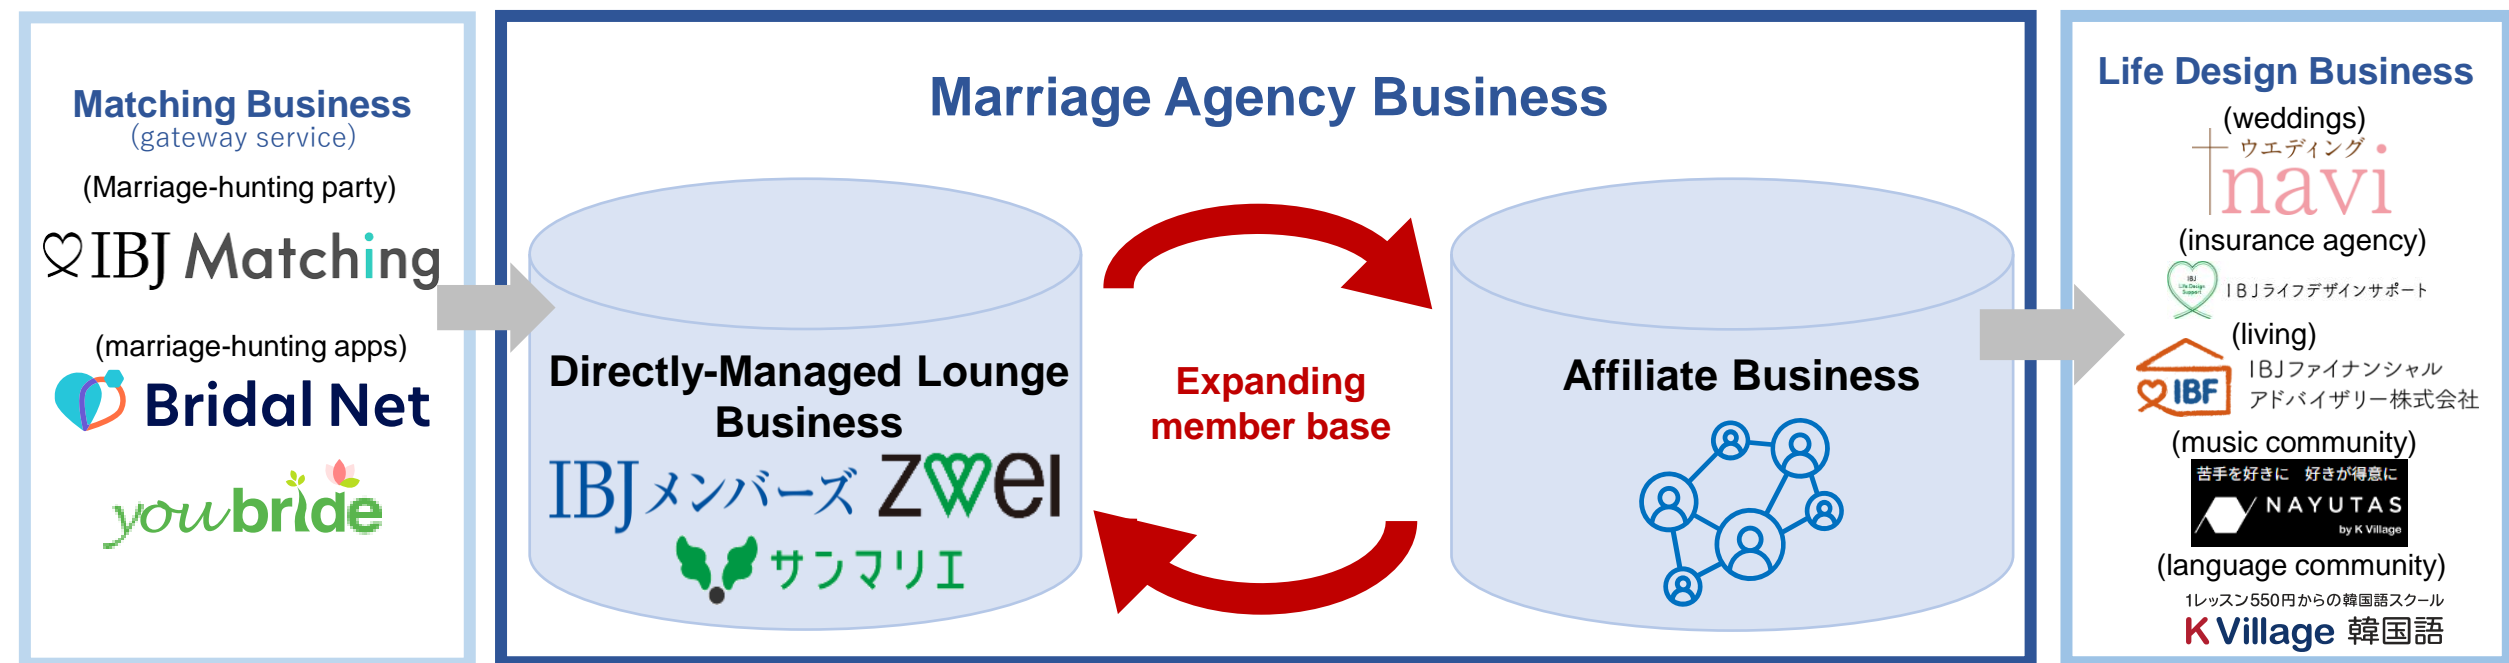 Matching Business
(gateway service)
(Marriage-hunting party)
IBJ Matching
(marriage-hunting apps)
Bridal Net
youbride
Marriage Agency Business
Directly-Managed Lounge
Business
IBJメンバーズ ZWEI
サンマリエ
Expanding
member base
Affiliate Business
Life Design Business
(weddings)
ウエディング
navi
(insurance agency)
IBJ
Life Design
Support
IBJライフデザインサポート
(living)
IBF
IBJファイナンシャル
アドバイザリー株式会社
(music community)
苦手を好きに 好きが得意に
NAYUTAS
by K Village
(language community)
1レッスン550円からの韓国語スクール
K Village 韓国語